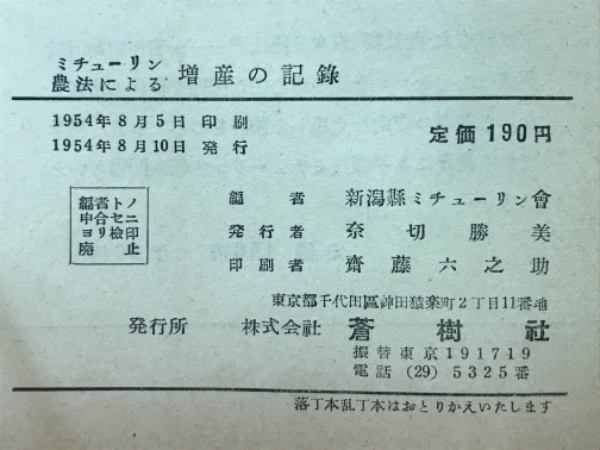 ミチューリン
農法による 増産の記錄
1954年8月5日 印刷
1954年8月10日 発行
定価190円
編者トノ
申合セニ
ヨリ檢印
廃止
編者 新潟縣ミチューリン會
発行者 奈切勝美
印刷者 齋藤六之助
東京都千代田區神田猿楽町2丁目11番地
発行所 株式会社 蒼樹社
振替東京191719
電話(29)5325番
落丁本乱丁本はおとりかえいたします